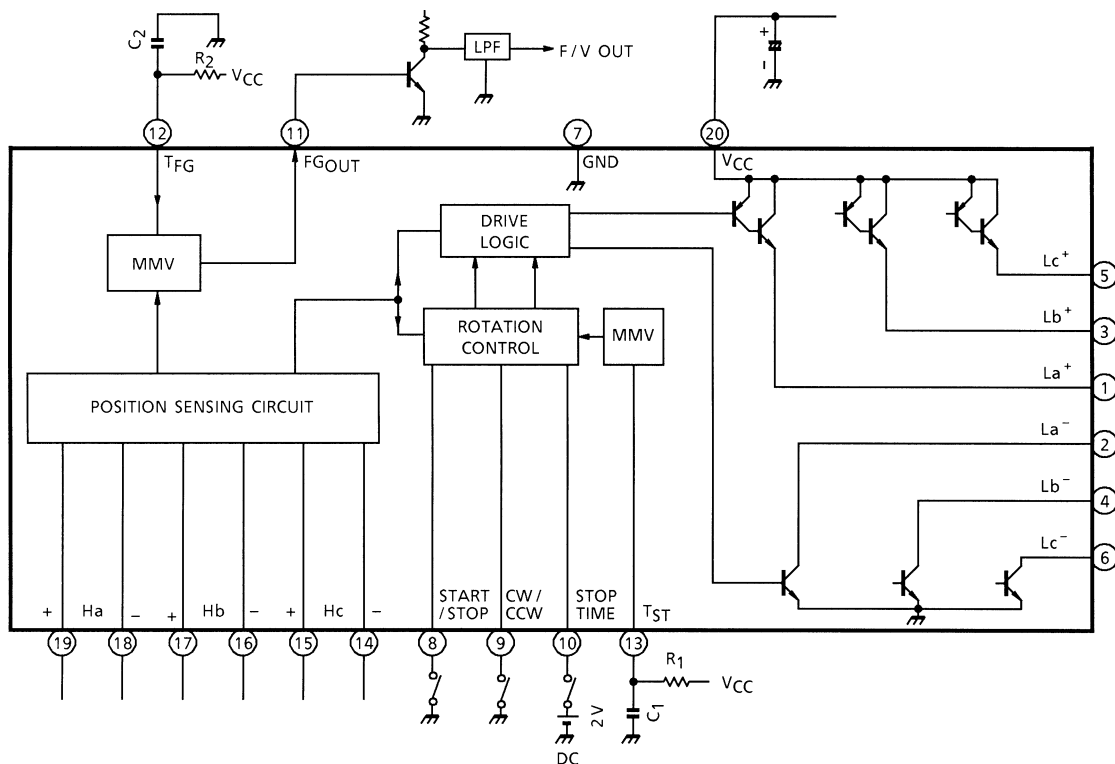 C2
R2
VCC
LPF
F/V OUT
+
-
12
11
7
20
TFG
FGOUT
GND
VCC
DRIVE
LOGIC
MMV
Lc+
5
ROTATION
CONTROL
MMV
Lb+
3
La+
1
POSITION SENSING CIRCUIT
La-
2
Lb-
4
Lc-
6
+ Ha -
+ Hb -
+ Hc -
START
/STOP
CW/
CCW
STOP
TIME
TST
19
18
17
16
15
14
8
9
10
13
R1
VCC
C1
2V
DC